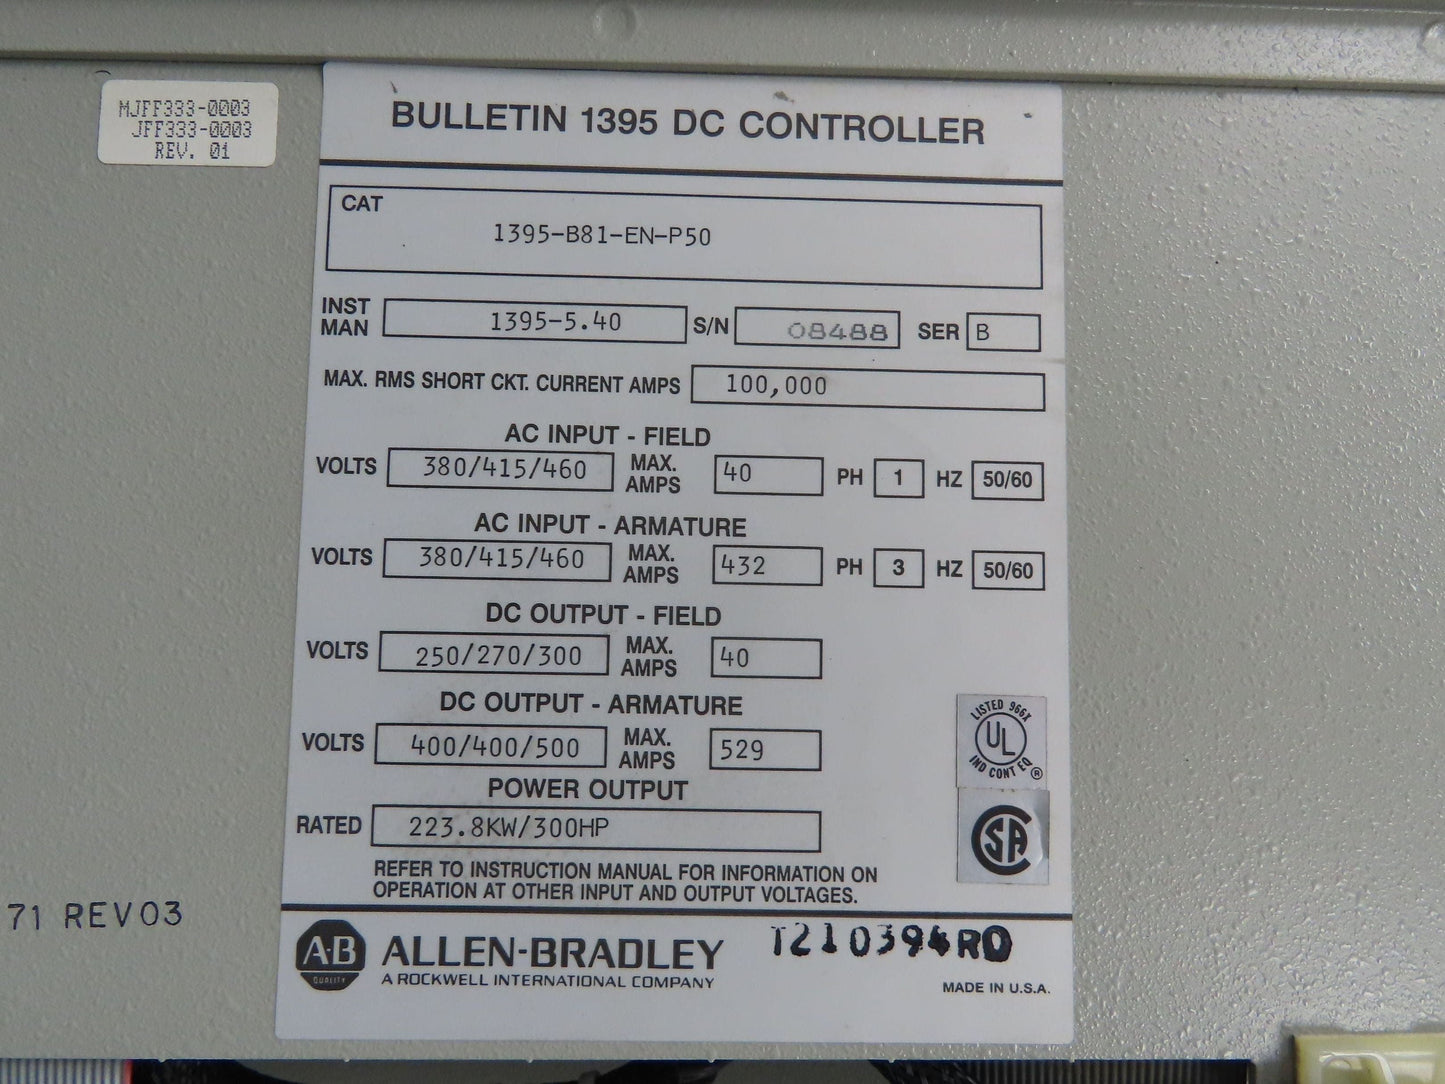 MJFF333-0003
JFF333-0003
REV. 01
BULLETIN 1395 DC CONTROLLER
CAT
1395-B81-EN-P50
INST MAN 1395-5.40 S/N 08488 SER B
MAX. RMS SHORT CKT. CURRENT AMPS 100,000
AC INPUT - FIELD
VOLTS 380/415/460 MAX. AMPS 40 PH 1 HZ 50/60
AC INPUT - ARMATURE
VOLTS 380/415/460 MAX. AMPS 432 PH 3 HZ 50/60
DC OUTPUT - FIELD
VOLTS 250/270/300 MAX. AMPS 40
DC OUTPUT - ARMATURE
VOLTS 400/400/500 MAX. AMPS 529
POWER OUTPUT
RATED 223.8KW/300HP
LISTED 966X
UL
IND CONT EQ ®
SA
REFER TO INSTRUCTION MANUAL FOR INFORMATION ON
OPERATION AT OTHER INPUT AND OUTPUT VOLTAGES.
71 REV03
A-B
QUALITY
ALLEN-BRADLEY
A ROCKWELL INTERNATIONAL COMPANY
T210394RD
MADE IN U.S.A.